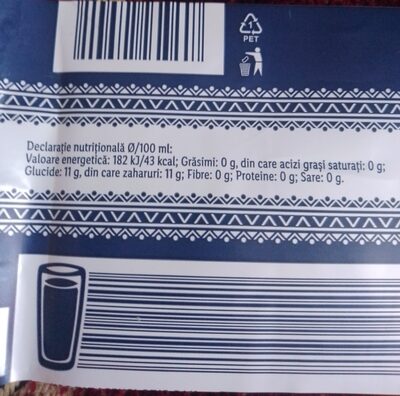 1
PET
Declarație nutrițională Ø/100 ml:
Valoare energetică: 182 kJ/43 kcal; Grăsimi: 0 g, din care acizi grași saturați: 0 g;
Glucide: 11 g, din care zaharuri: 11 g; Fibre: 0 g; Proteine: 0 g; Sare: 0 g.